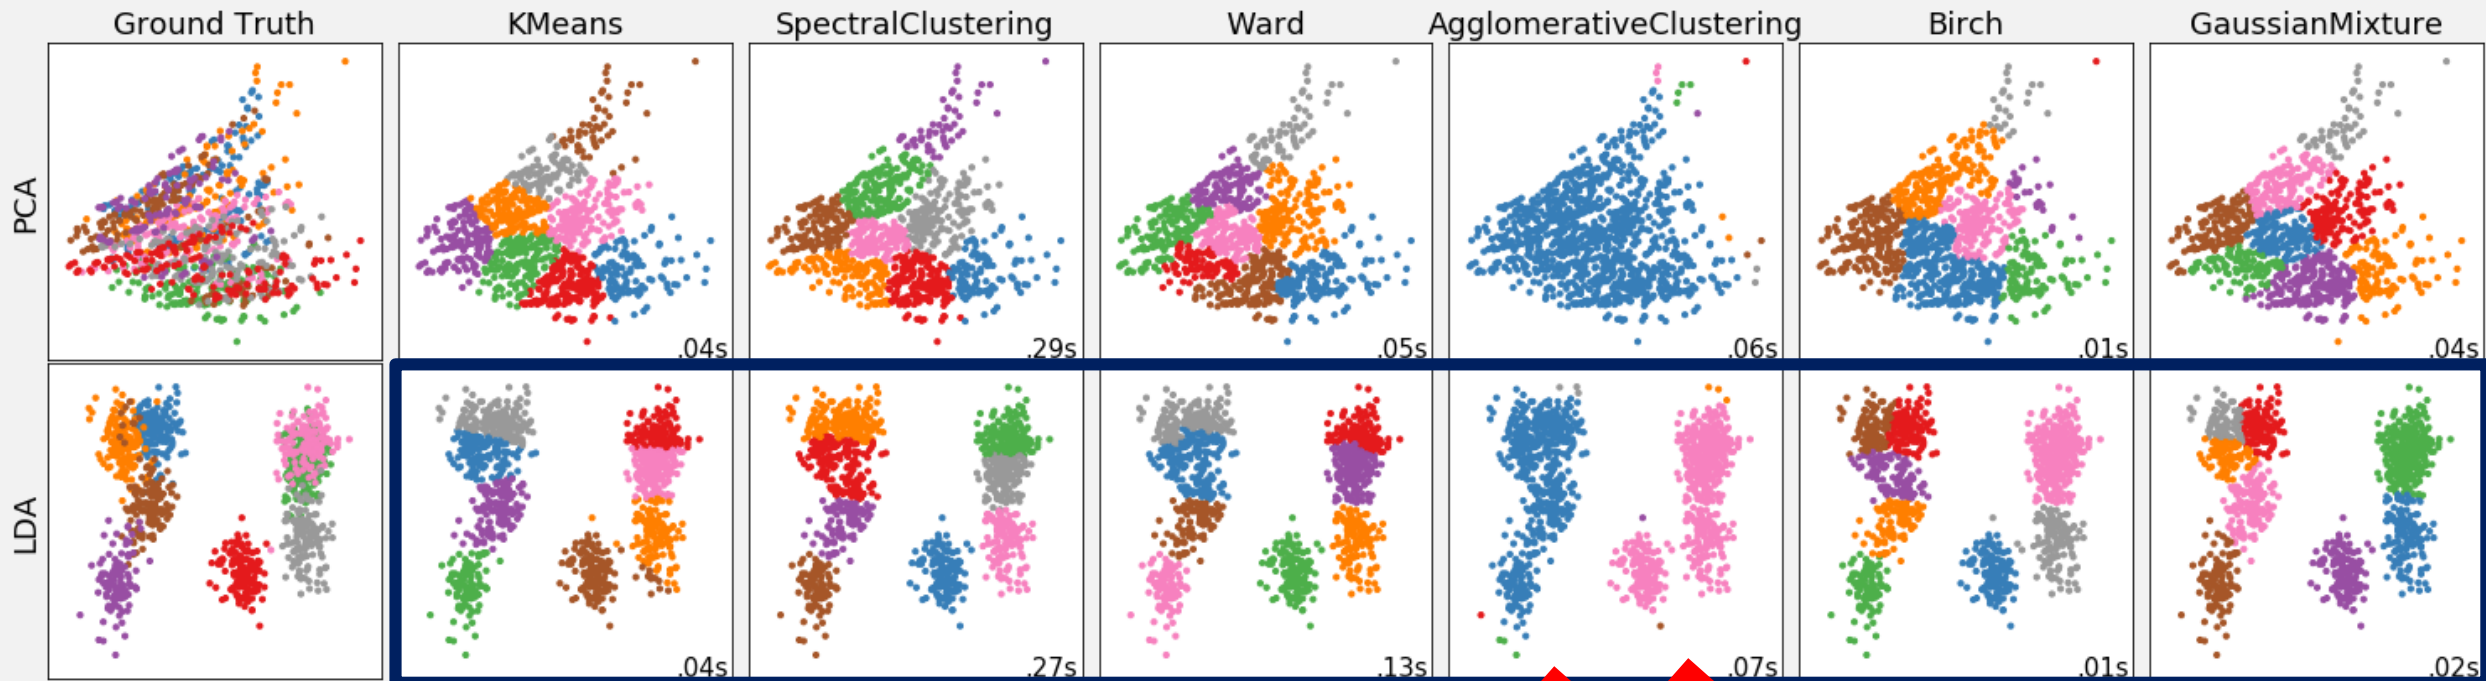 Ground Truth KMeans SpectralClustering Ward AgglomerativeClustering Birch GaussianMixture
PCA
.04s .29s .05s .06s .01s .04s
LDA
.04s .27s .13s .07s .01s .02s